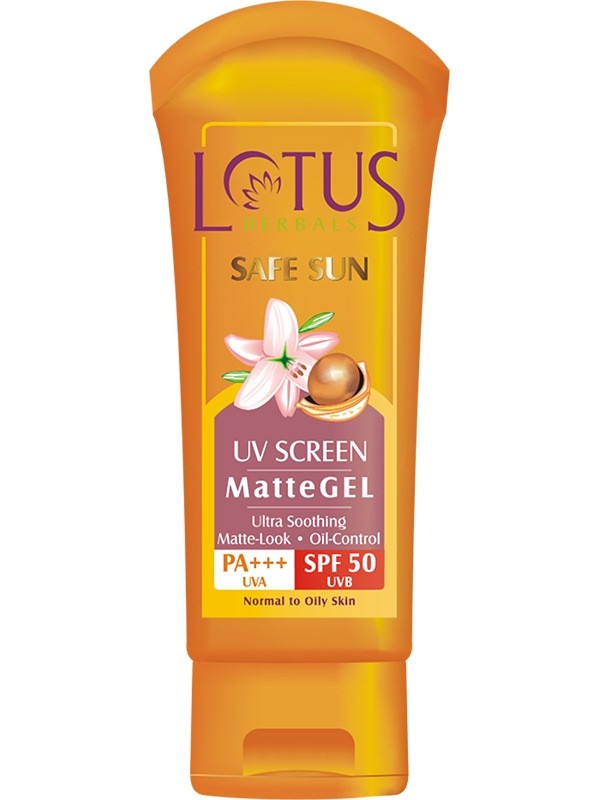 LOTUS
HERBALS
SAFE SUN
UV SCREEN
MatteGEL
Ultra Soothing
Matte-Look • Oil-Control
PA+++ SPF 50
UVA UVB
Normal to Oily Skin